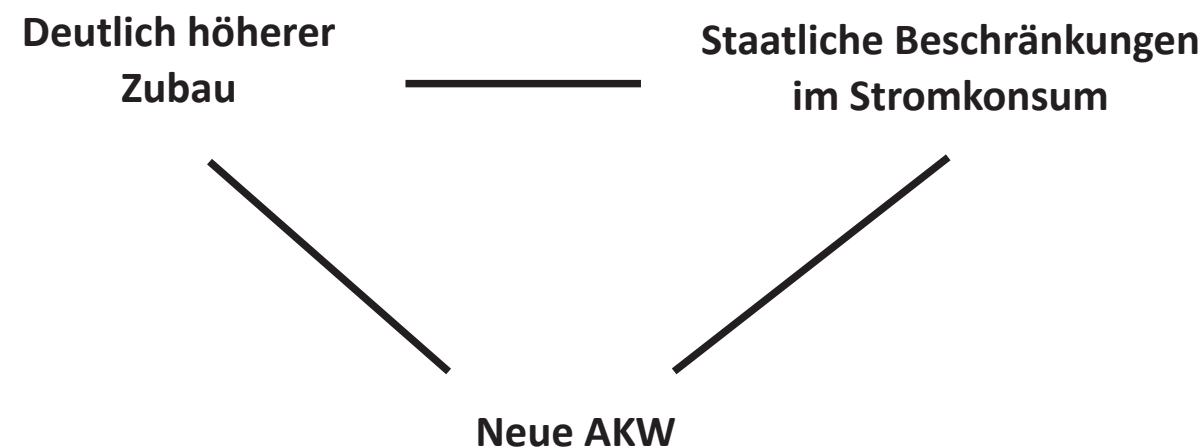 Deutlich höherer
Zubau
Staatliche Beschränkungen
im Stromkonsum
Neue AKW